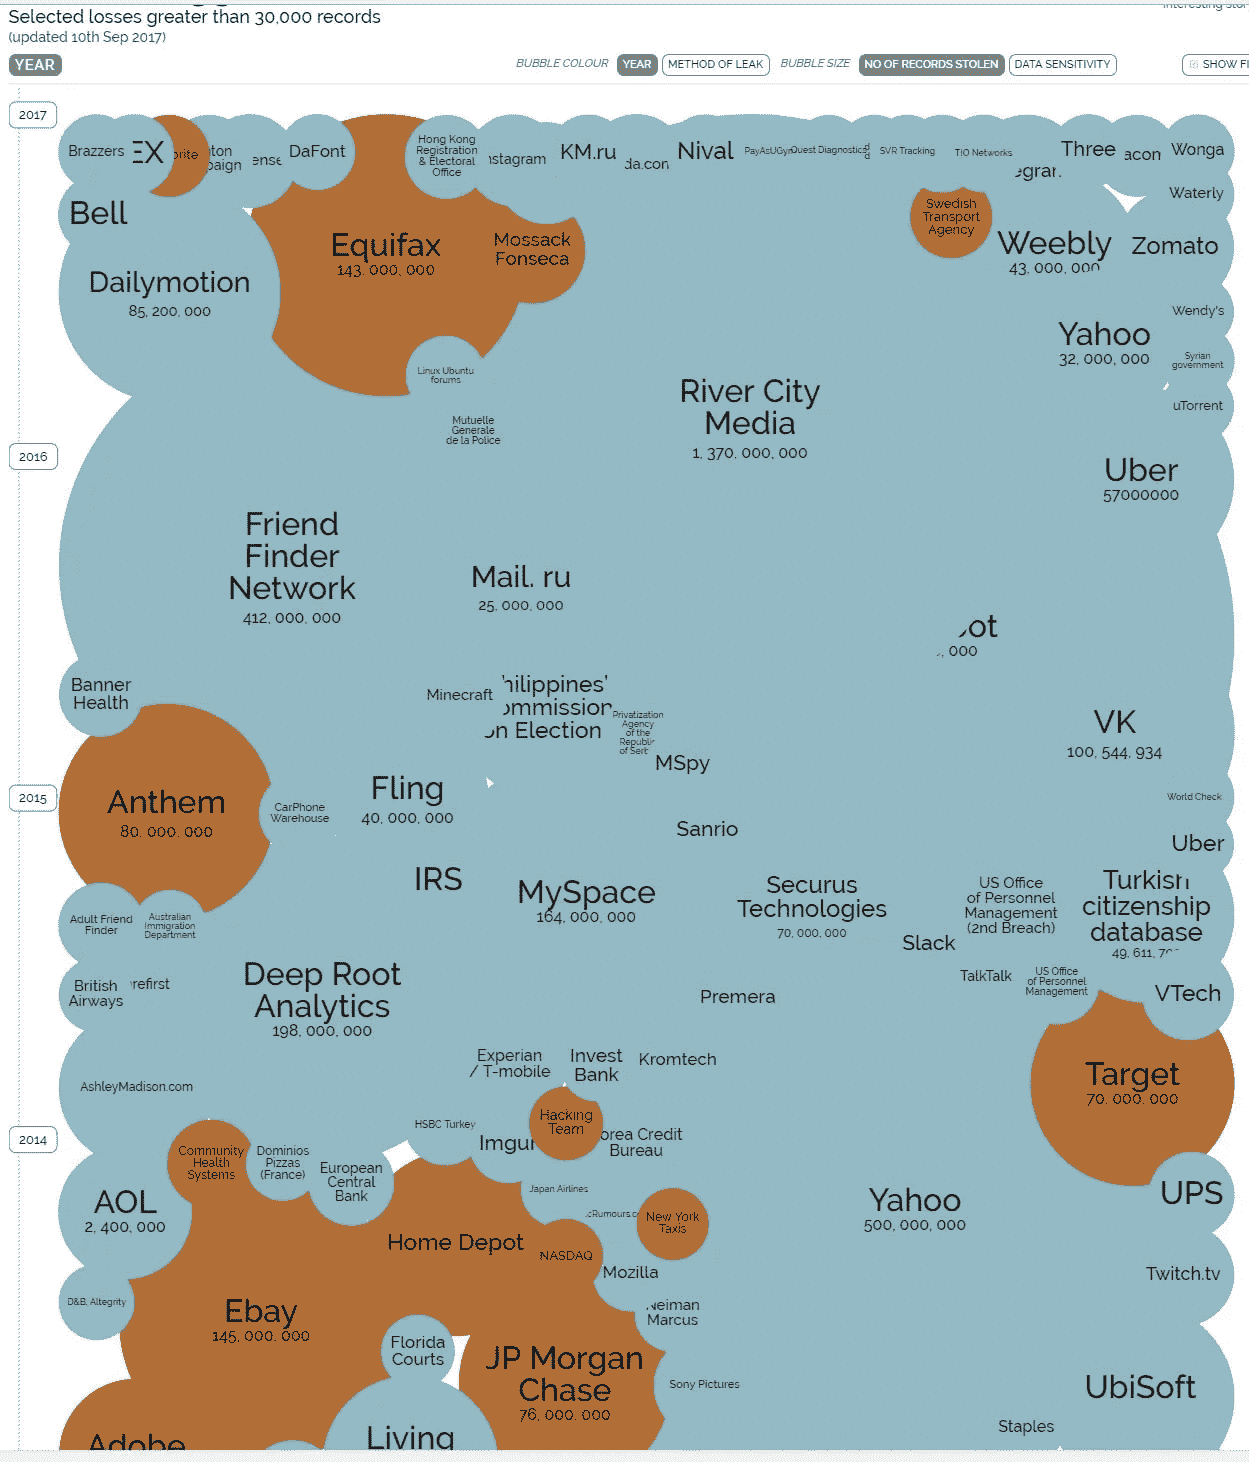 Selected losses greater than 30,000 records
(updated 10th Sep 2017)
YEAR
BUBBLE COLOUR YEAR METHOD OF LEAK BUBBLE SIZE NO OF RECORDS STOLEN DATA SENSITIVITY SHOW FI
2017
Brazzers
EX
DaFont
Hong Kong
Registration
& Electoral
Office
KM.ru
Nival
PayAsUGym
Quest Diagnostics
SVR Tracking
TIO Networks
Three
Wonga
Waterly
Bell
Dailymotion
85, 200, 000
Equifax
143, 000, 000
Mossack
Fonseca
Swedish
Transport
Agency
Weebly
43, 000, 000
Zomato
Wendy's
Yahoo
32, 000, 000
Syrian
government
uTorrent
Linux Ubuntu
forums
Mutuelle
Generale
de la Police
River City
Media
1, 370, 000, 000
2016
Uber
57000000
Friend
Finder
Network
412, 000, 000
Mail. ru
25, 000, 000
ot
, 000
Banner
Health
Minecraft
hilippines'
ommission
n Election
Privatization
Agency
of the
Republic
of Serb
MSpy
VK
100, 544, 934
2015
Anthem
80, 000, 000
CarPhone
Warehouse
Fling
40, 000, 000
World Check
Sanrio
Uber
IRS
MySpace
164, 000, 000
Securus
Technologies
70, 000, 000
US Office
of Personnel
Management
(2nd Breach)
Slack
Turkish
citizenship
database
49, 611, 70
Adult Friend
Finder
Australian
Immigration
Department
British
Airways
refirst
Deep Root
Analytics
198, 000, 000
TalkTalk
US Office
of Personnel
Management
VTech
Premera
AshleyMadison.com
Experian
/ T-mobile
Invest
Bank
Kromtech
Target
70, 000, 000
2014
HSBC Turkey
Imgur
Hacking
Team
orea Credit
Bureau
Community
Health
Systems
Dominios
Pizzas
(France)
European
Central
Bank
Japan Airlines
AOL
2, 400, 000
cRumours.c
New York
Taxis
Yahoo
500, 000, 000
UPS
Home Depot
NASDAQ
Mozilla
Twitch.tv
D&B, Altegrity
Ebay
145, 000, 000
Neiman
Marcus
Florida
Courts
JP Morgan
Chase
76, 000, 000
Sony Pictures
UbiSoft
Staples
Adobe
Living